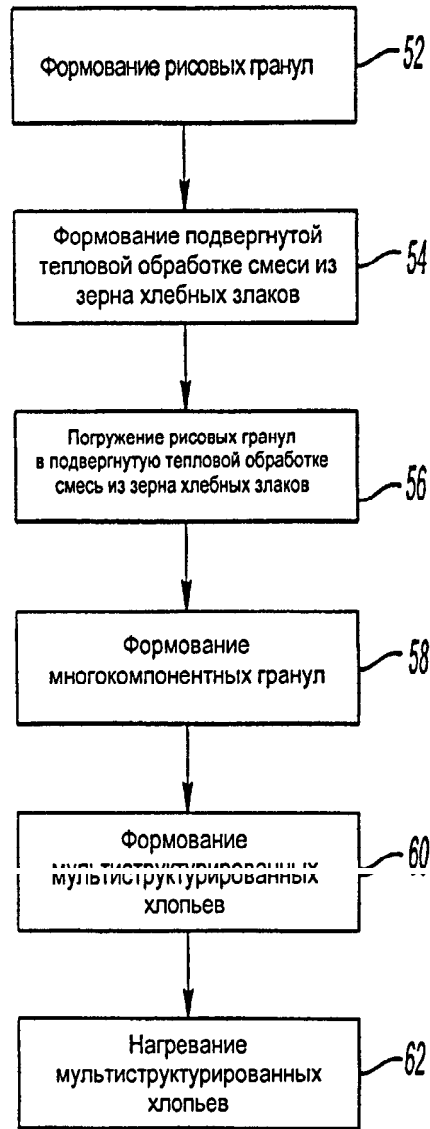 Формование рисовых гранул
52
Формование подвергнутой
тепловой обработке смеси из
зерна хлебных злаков
54
Погружение рисовых гранул
в подвергнутую тепловой обработке
смесь из зерна хлебных злаков
56
Формование
многокомпонентных гранул
58
Формование
мультиструктурированных
хлопьев
60
Нагревание
мультиструктурированных
хлопьев
62